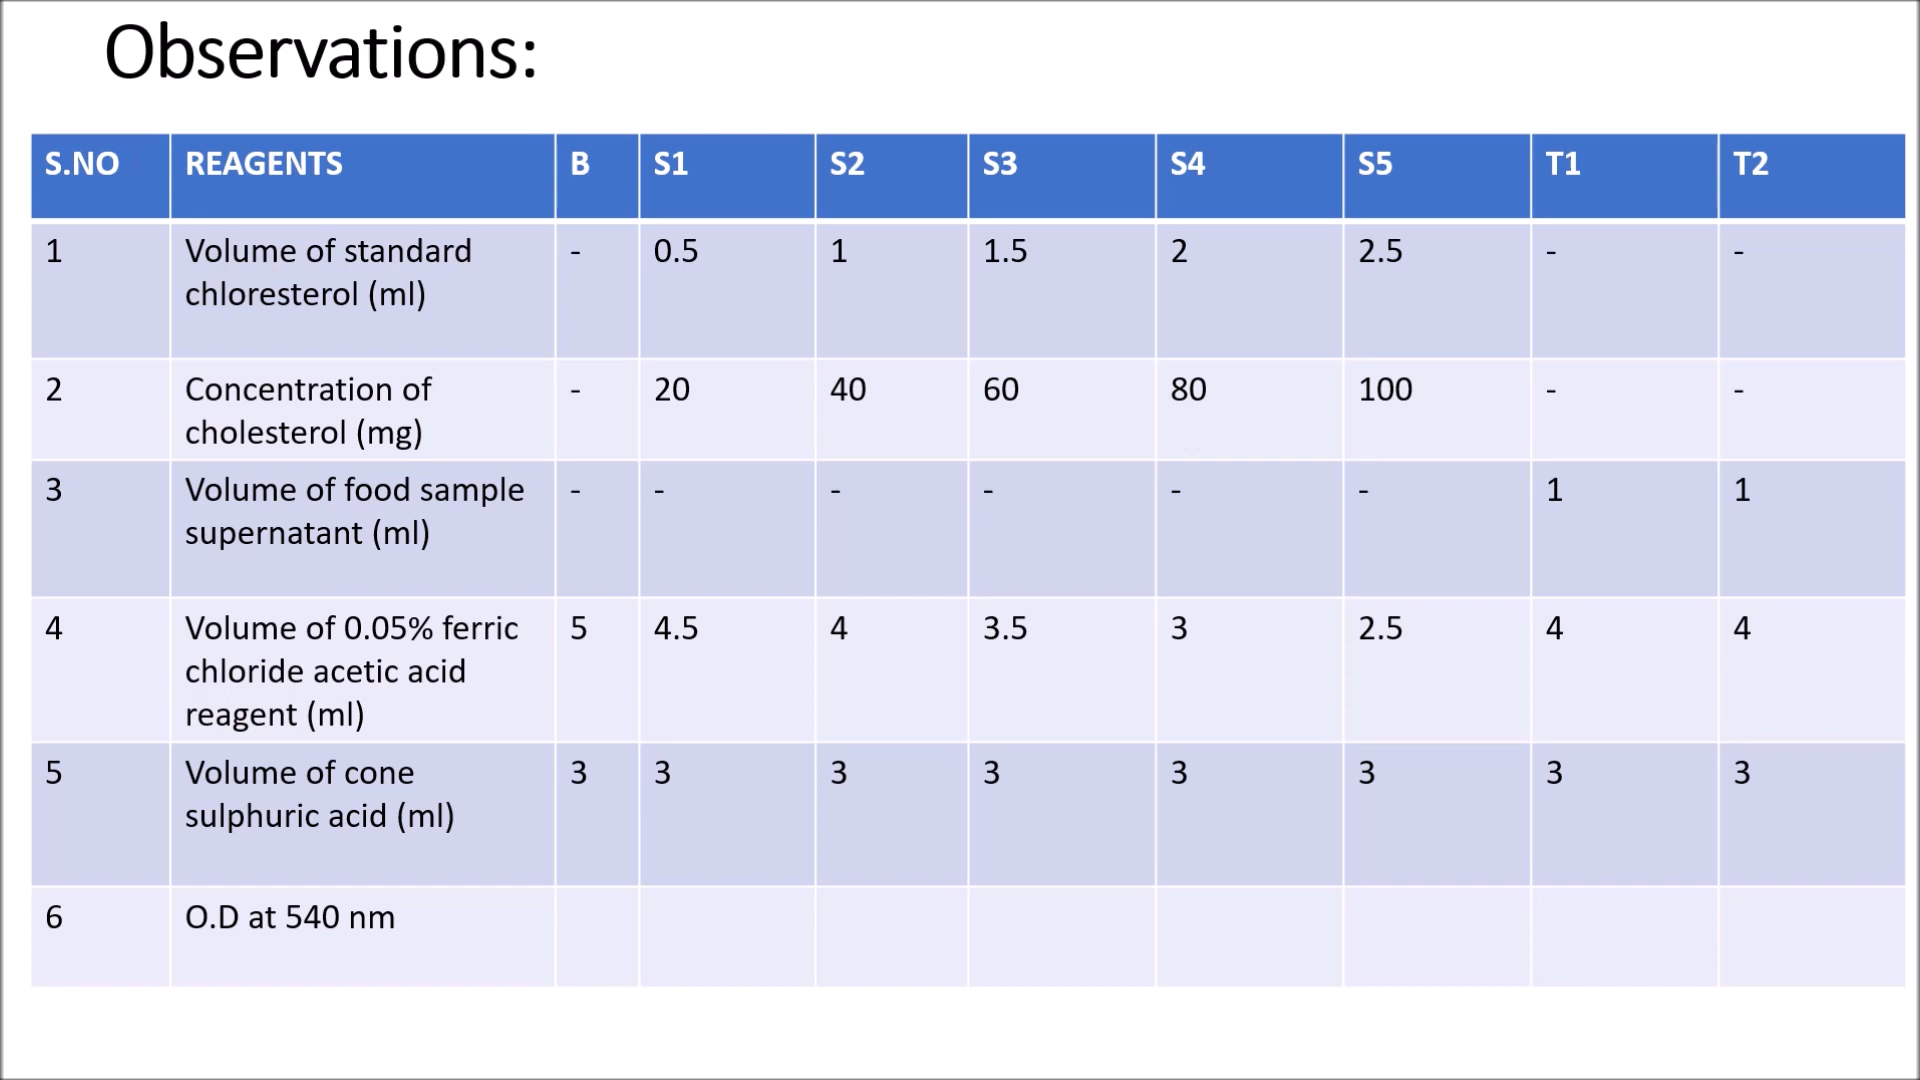 Observations:
S.NO REAGENTS B S1 S2 S3 S4 S5 T1 T2
1 Volume of standard - 0.5 1 1.5 2 2.5 - -
chloresterol (ml)
2 Concentration of - 20 40 60 80 100 - -
cholesterol (mg)
3 Volume of food sample - - - - - - 1 1
supernatant (ml)
4 Volume of 0.05% ferric 5 4.5 4 3.5 3 2.5 4 4
chloride acetic acid
reagent (ml)
5 Volume of cone 3 3 3 3 3 3 3 3
sulphuric acid (ml)
6 O.D at 540 nm